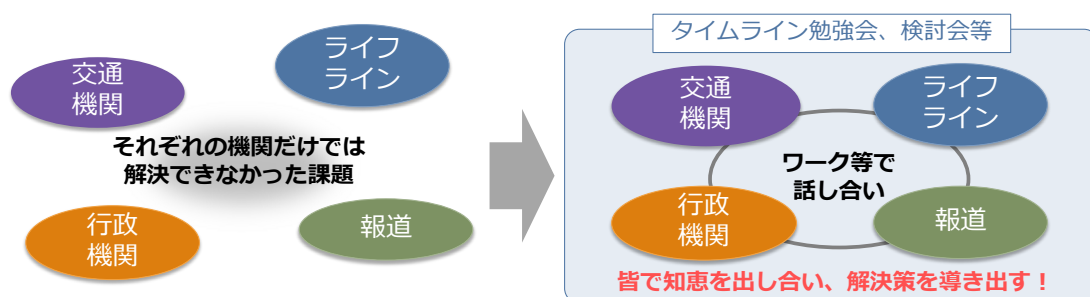 交通
機関
ライフ
ライン
それぞれの機関だけでは
解決できなかった課題
行政
機関
報道
タイムライン勉強会、検討会等
交通
機関
ライフ
ライン
ワーク等で
話し合い
行政
機関
報道
皆で知恵を出し合い、解決策を導き出す！